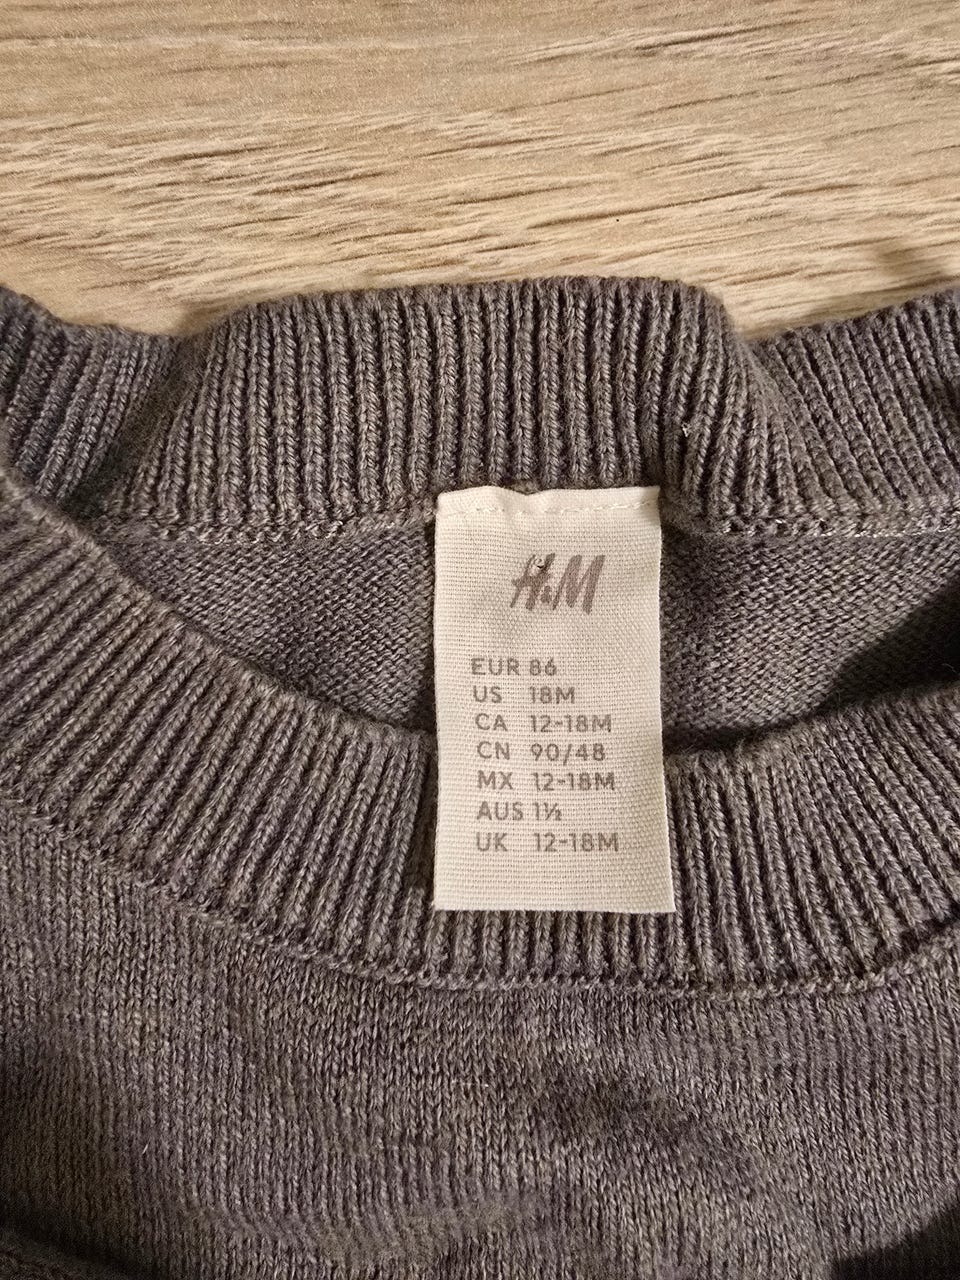 H&M
EUR 86
US 18M
CA 12-18M
CN 90/48
MX 12-18M
AUS 1½
UK 12-18M